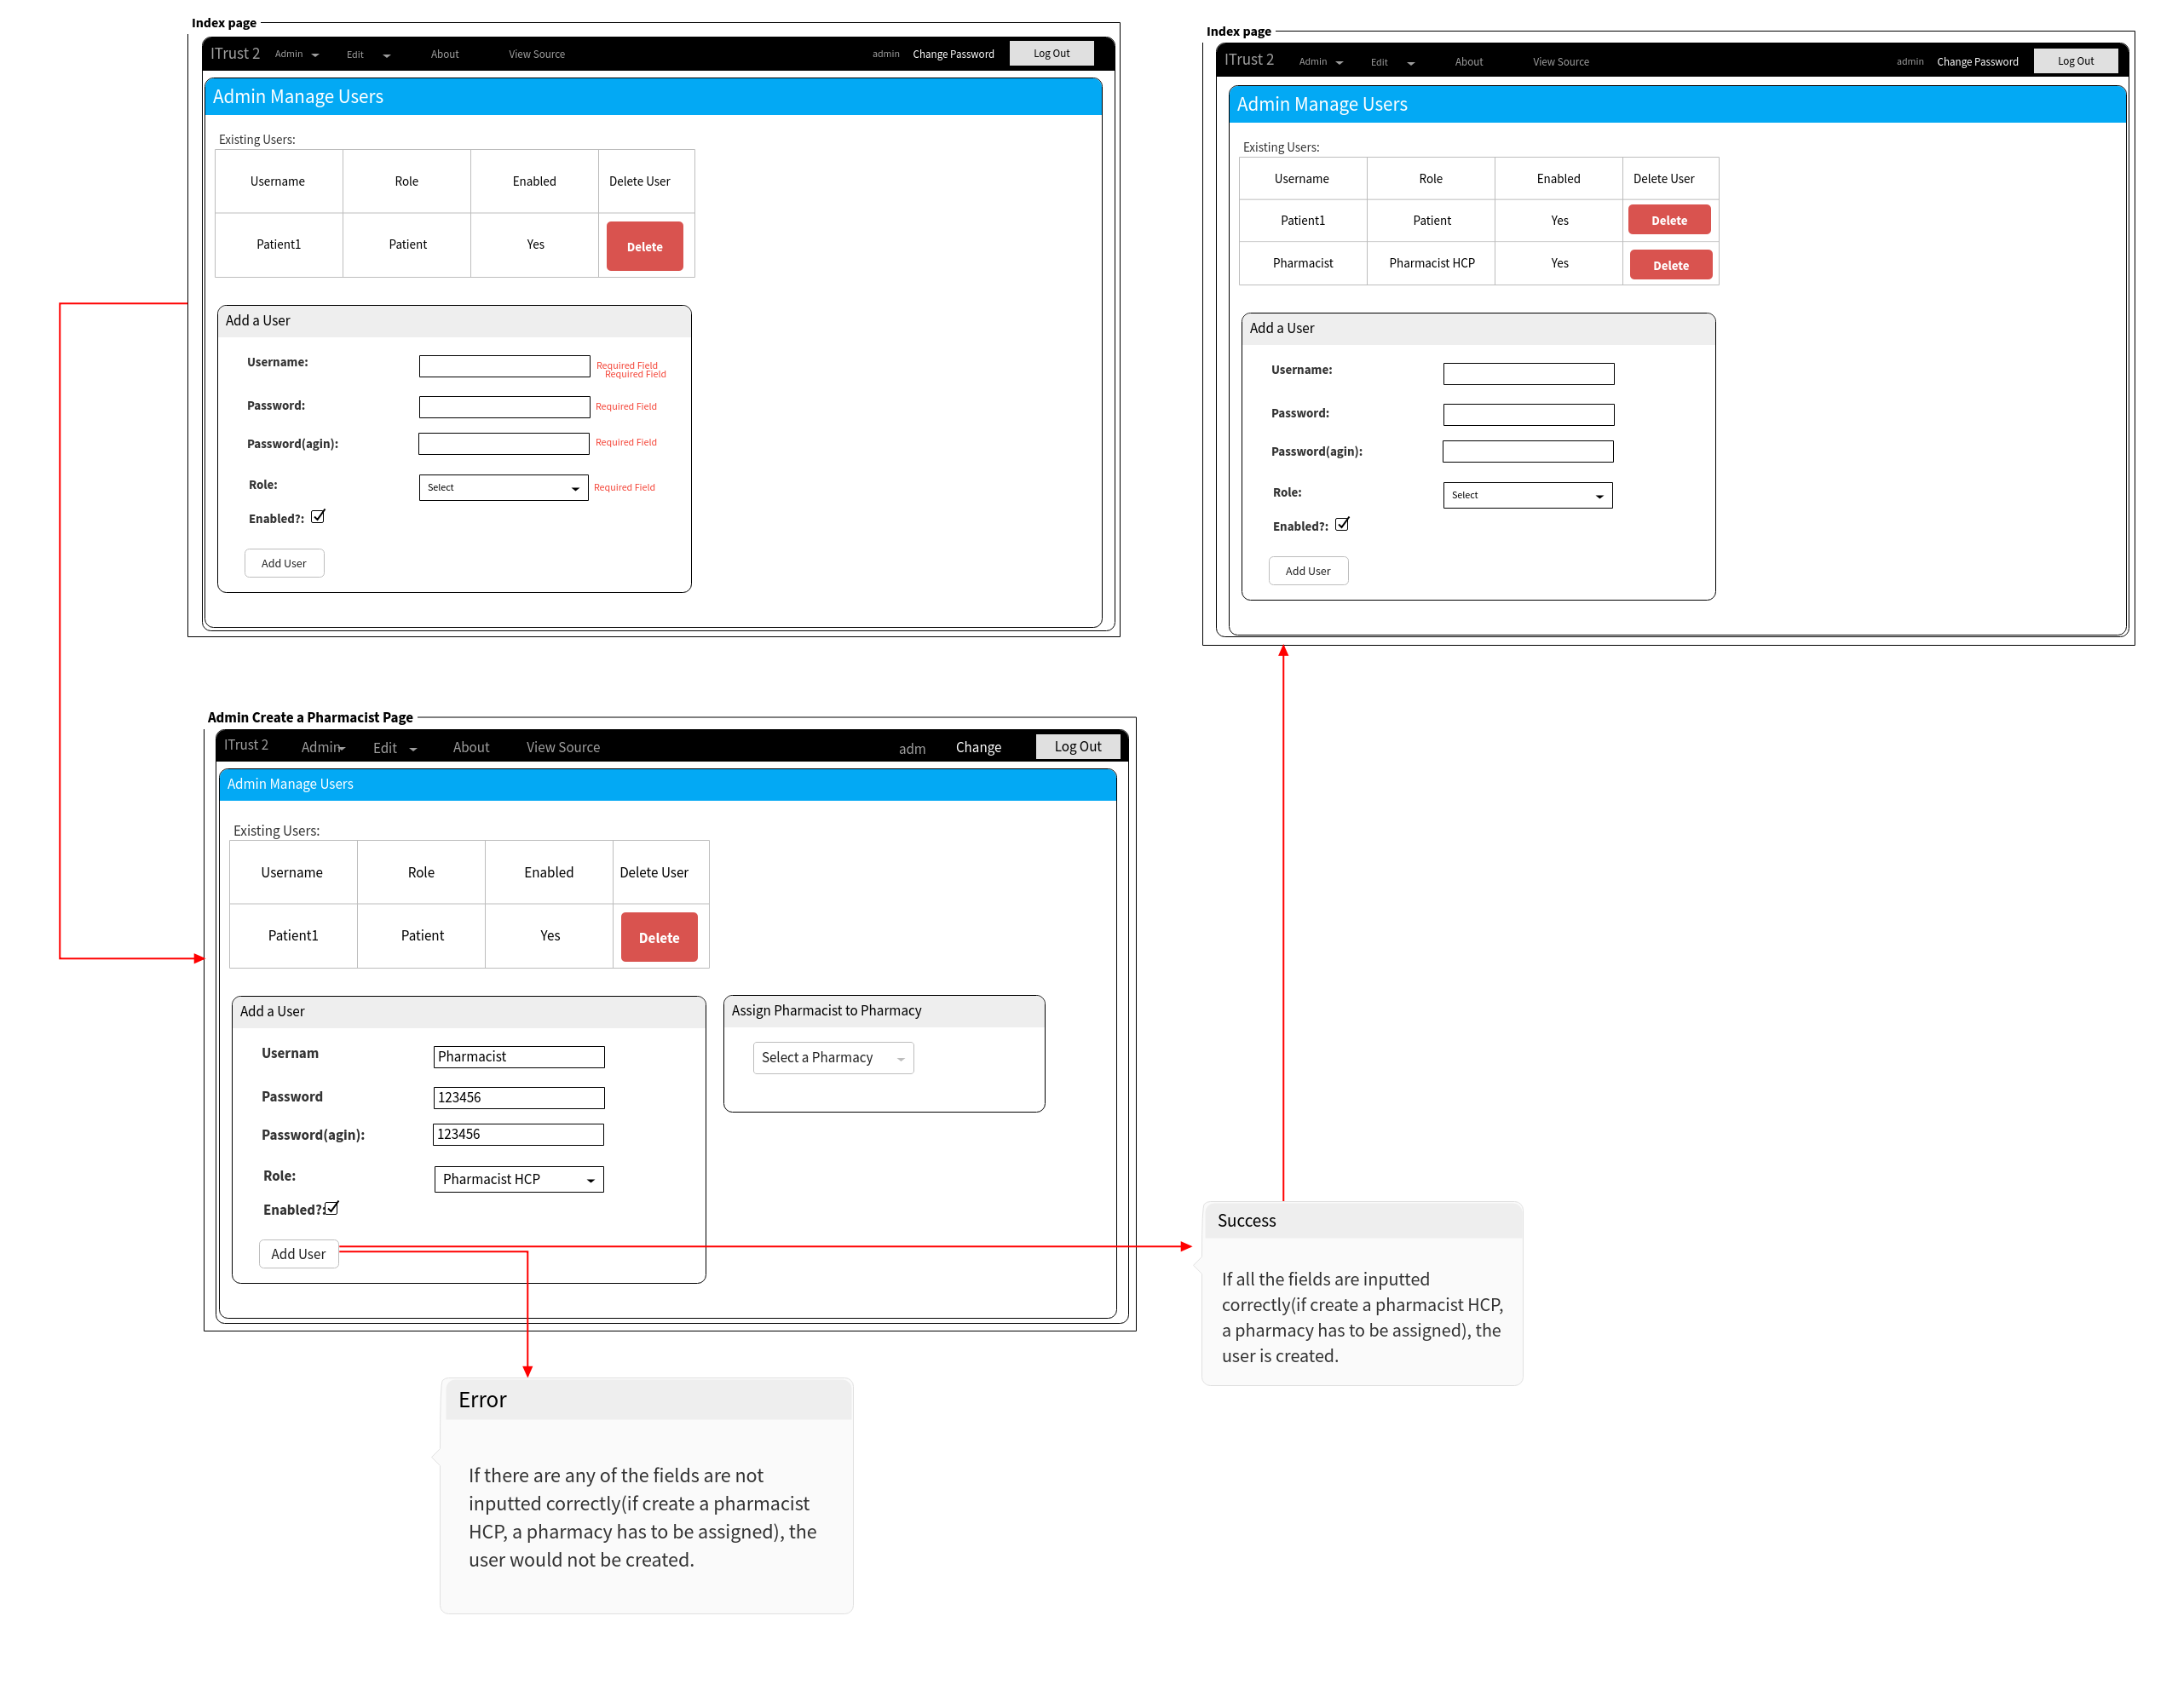 Index page
ITrust 2 Admin Edit About View Source admin Change Password Log Out
Admin Manage Users
Existing Users:
Username Role Enabled Delete User
Patient1 Patient Yes Delete
Add a User
Username: Required Field
Required Field
Password: Required Field
Password(agin): Required Field
Role: Select Required Field
Enabled?:
Add User
Index page
ITrust 2 Admin Edit About View Source admin Change Password Log Out
Admin Manage Users
Existing Users:
Username Role Enabled Delete User
Patient1 Patient Yes Delete
Pharmacist Pharmacist HCP Yes Delete
Add a User
Username:
Password:
Password(agin):
Role: Select
Enabled?:
Add User
Admin Create a Pharmacist Page
ITrust 2 Admin Edit About View Source adm Change Log Out
Admin Manage Users
Existing Users:
Username Role Enabled Delete User
Patient1 Patient Yes Delete
Add a User
Usernam Pharmacist
Password 123456
Password(agin): 123456
Role: Pharmacist HCP
Enabled?:
Add User
Assign Pharmacist to Pharmacy
Select a Pharmacy
Success
If all the fields are inputted
correctly(if create a pharmacist HCP,
a pharmacy has to be assigned), the
user is created.
Error
If there are any of the fields are not
inputted correctly(if create a pharmacist
HCP, a pharmacy has to be assigned), the
user would not be created.